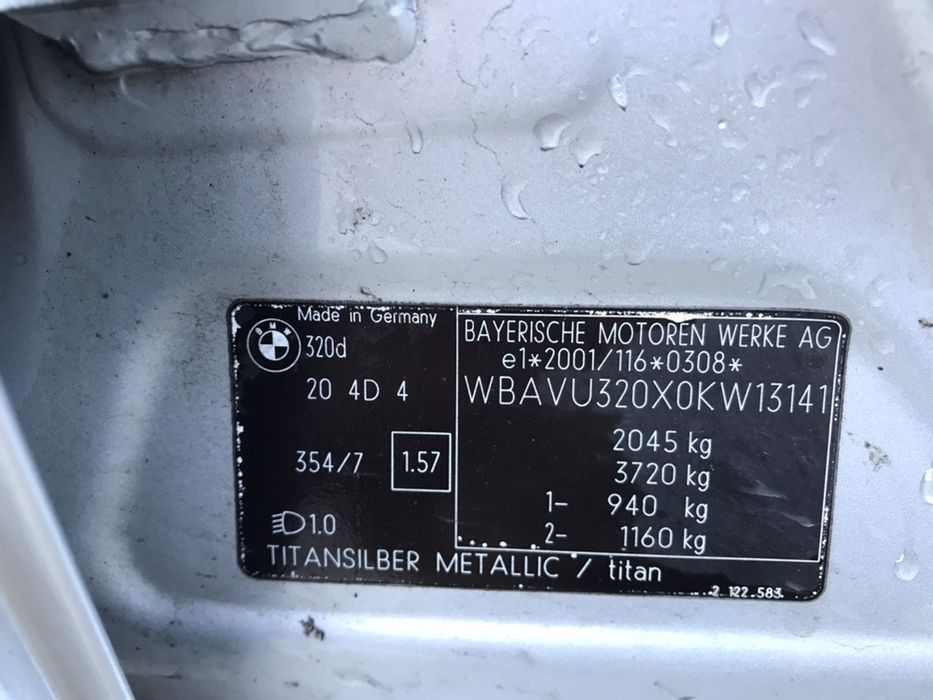 Made in Germany
BMW
320d
20 4D 4
354/7 1.57
1.0
TITANSILBER METALLIC / titan
BAYERISCHE MOTOREN WERKE AG
e1*2001/116*0308*
WBAVU320X0KW13141
2045 kg
3720 kg
1- 940 kg
2- 1160 kg
2 122 583